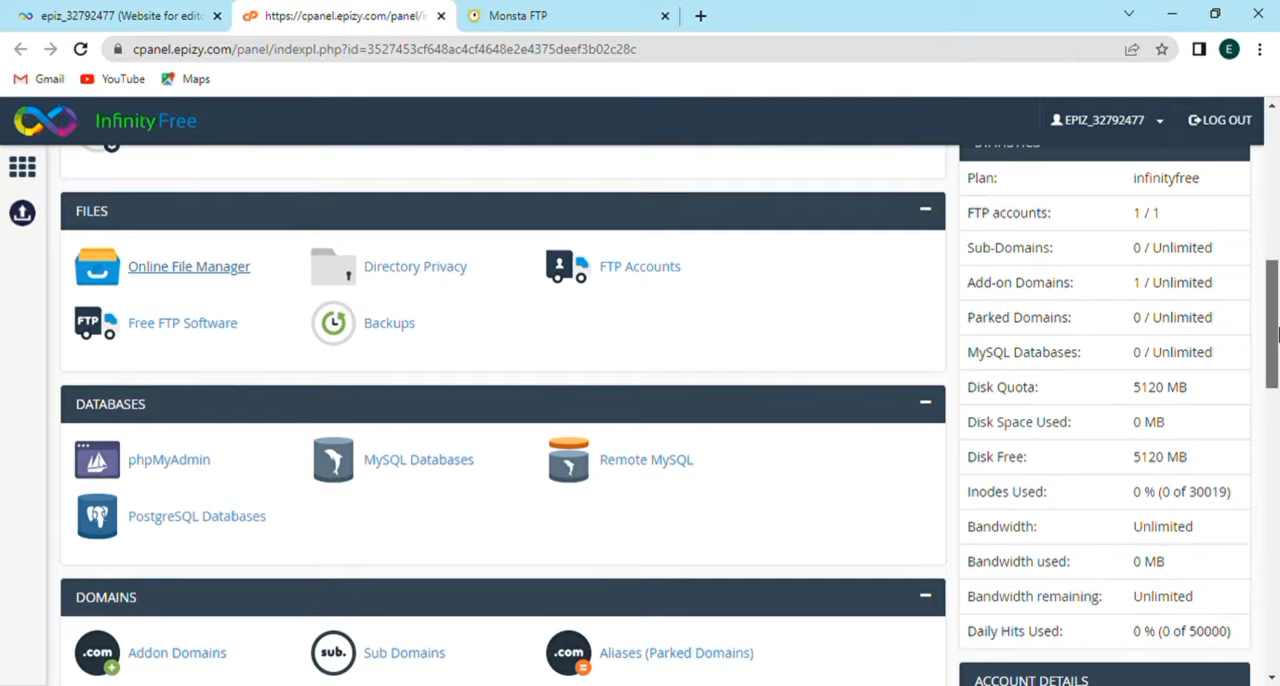 epiz_32792477 (Website for edit
https://cpanel.epizy.com/panel/i
Monsta FTP
cpanel.epizy.com/panel/indexpl.php?id=3527453cf648ac4cf4648e2e4375deef3b02c28c
E
Gmail
YouTube
Maps
InfinityFree
EPIZ_32792477
LOG OUT
FILES
Online File Manager
Directory Privacy
FTP Accounts
FTP
Free FTP Software
Backups
DATABASES
phpMyAdmin
MySQL Databases
Remote MySQL
PostgreSQL Databases
DOMAINS
.com
Addon Domains
sub.
Sub Domains
.com
Aliases (Parked Domains)
STATISTICS
Plan: infinityfree
FTP accounts: 1 / 1
Sub-Domains: 0 / Unlimited
Add-on Domains: 1 / Unlimited
Parked Domains: 0 / Unlimited
MySQL Databases: 0 / Unlimited
Disk Quota: 5120 MB
Disk Space Used: 0 MB
Disk Free: 5120 MB
Inodes Used: 0 % (0 of 30019)
Bandwidth: Unlimited
Bandwidth used: 0 MB
Bandwidth remaining: Unlimited
Daily Hits Used: 0 % (0 of 50000)
ACCOUNT DETAILS